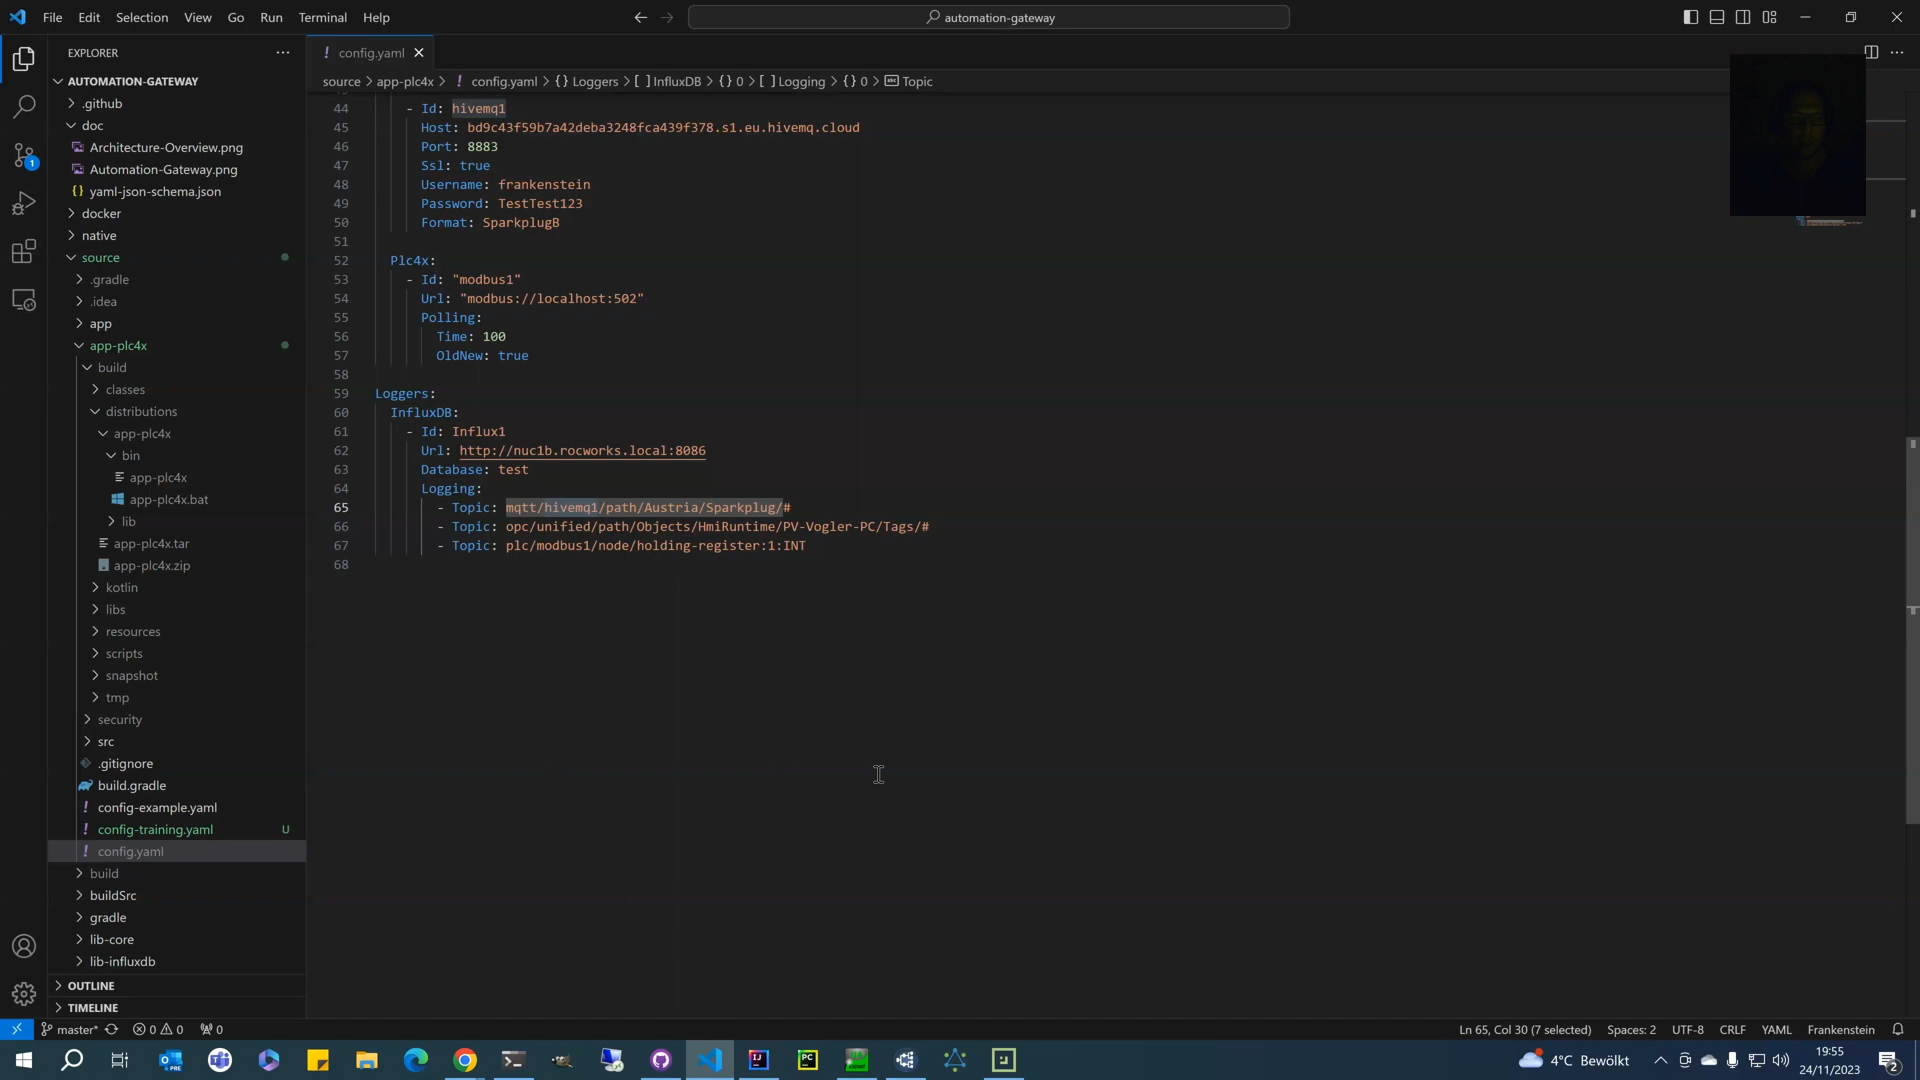 File Edit Selection View Go Run Terminal Help
automation-gateway
EXPLORER
config.yaml
AUTOMATION-GATEWAY
source > app-plc4x > ! config.yaml > {} Loggers > [ ] InfluxDB > {} 0 > [ ] Logging > {} 0 > Topic
.github
doc
Architecture-Overview.png
Automation-Gateway.png
yaml-json-schema.json
docker
native
source
.gradle
.idea
app
app-plc4x
build
classes
distributions
app-plc4x
bin
app-plc4x
app-plc4x.bat
lib
app-plc4x.tar
app-plc4x.zip
kotlin
libs
resources
scripts
snapshot
tmp
security
src
.gitignore
build.gradle
config-example.yaml
config-training.yaml U
config.yaml
build
buildSrc
gradle
lib-core
lib-influxdb
OUTLINE
TIMELINE
44 - Id: hivemq1
45 Host: bd9c43f59b7a42deba3248fca439f378.s1.eu.hivemq.cloud
46 Port: 8883
47 Ssl: true
48 Username: frankenstein
49 Password: TestTest123
50 Format: SparkplugB
51
52 Plc4x:
53 - Id: "modbus1"
54 Url: "modbus://localhost:502"
55 Polling:
56 Time: 100
57 OldNew: true
58
59 Loggers:
60 InfluxDB:
61 - Id: Influx1
62 Url: http://nuc1b.rocworks.local:8086
63 Database: test
64 Logging:
65 - Topic: mqtt/hivemq1/path/Austria/Sparkplug/#
66 - Topic: opc/unified/path/Objects/HmiRuntime/PV-Vogler-PC/Tags/#
67 - Topic: plc/modbus1/node/holding-register:1:INT
68
master* 0 0 0 Ln 65, Col 30 (7 selected) Spaces: 2 UTF-8 CRLF YAML Frankenstein
4°C Bewölkt
19:55
24/11/2023
2